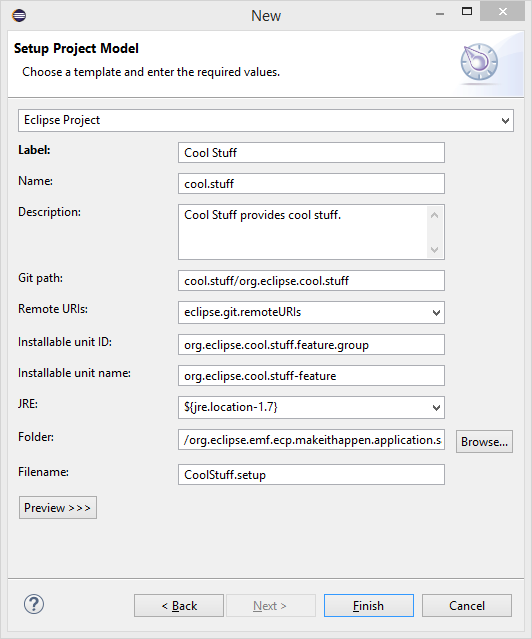 New
Setup Project Model
Choose a template and enter the required values.
Eclipse Project
Label: Cool Stuff
Name: cool.stuff
Description: Cool Stuff provides cool stuff.
Git path: cool.stuff/org.eclipse.cool.stuff
Remote URIs: eclipse.git.remoteURIs
Installable unit ID: org.eclipse.cool.stuff.feature.group
Installable unit name: org.eclipse.cool.stuff-feature
JRE: ${jre.location-1.7}
Folder: /org.eclipse.emf.ecp.makeithappen.application.s Browse...
Filename: CoolStuff.setup
Preview >>>
? < Back Next > Finish Cancel